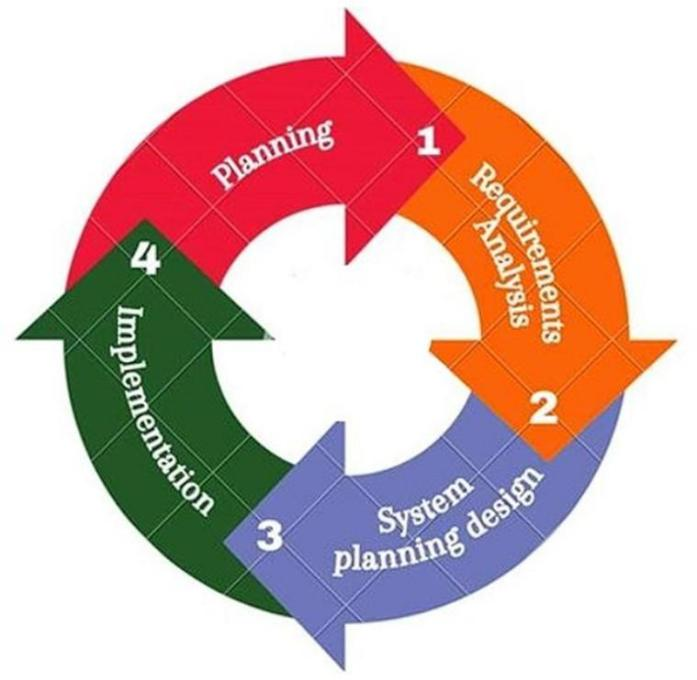 Planning
1
Requirements
Analysis
2
System
planning design
3
Implementation
4